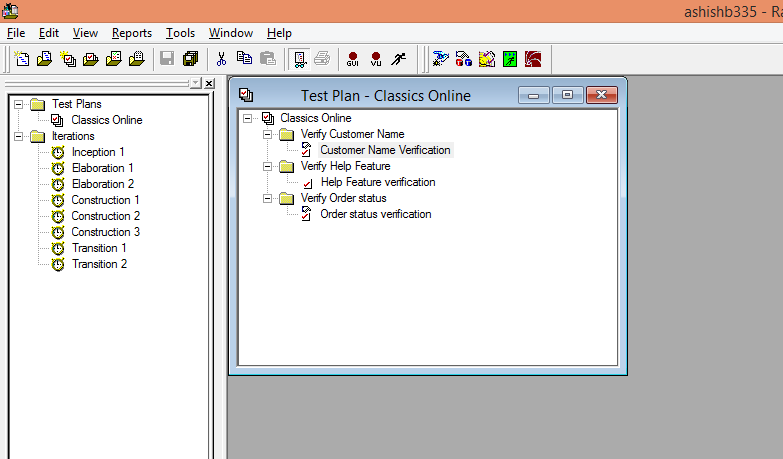 ashishb335 - Ra
File Edit View Reports Tools Window Help
GUI VU
Test Plans
Classics Online
Iterations
Inception 1
Elaboration 1
Elaboration 2
Construction 1
Construction 2
Construction 3
Transition 1
Transition 2
Test Plan - Classics Online
Classics Online
Verify Customer Name
Customer Name Verification
Verify Help Feature
Help Feature verification
Verify Order status
Order status verification